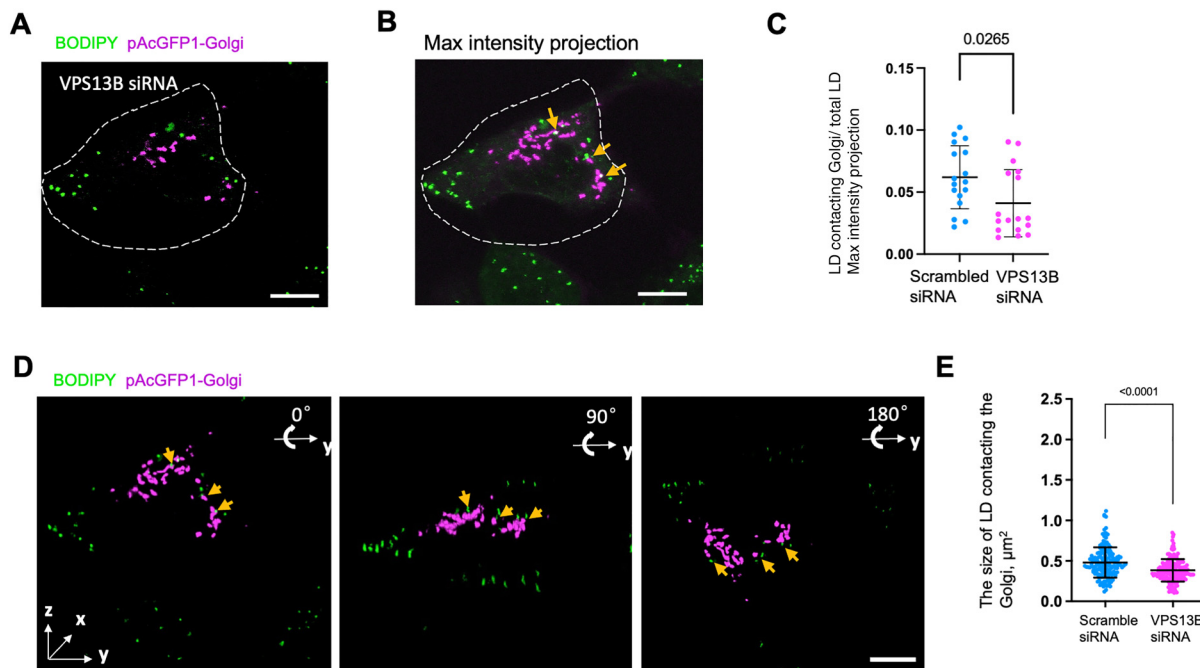 A
BODIPY pAcGFP1-Golgi
VPS13B siRNA
B
Max intensity projection
C
0.0265
LD contacting Golgi/ total LD
Max intensity projection
0.15
0.10
0.05
0.00
Scrambled
siRNA
VPS13B
siRNA
D
BODIPY pAcGFP1-Golgi
0°
y
90°
y
180°
y
z
x
y
E
<0.0001
The size of LD contacting the
Golgi, µm²
2.5
2.0
1.5
1.0
0.5
0.0
Scramble
siRNA
VPS13B
siRNA